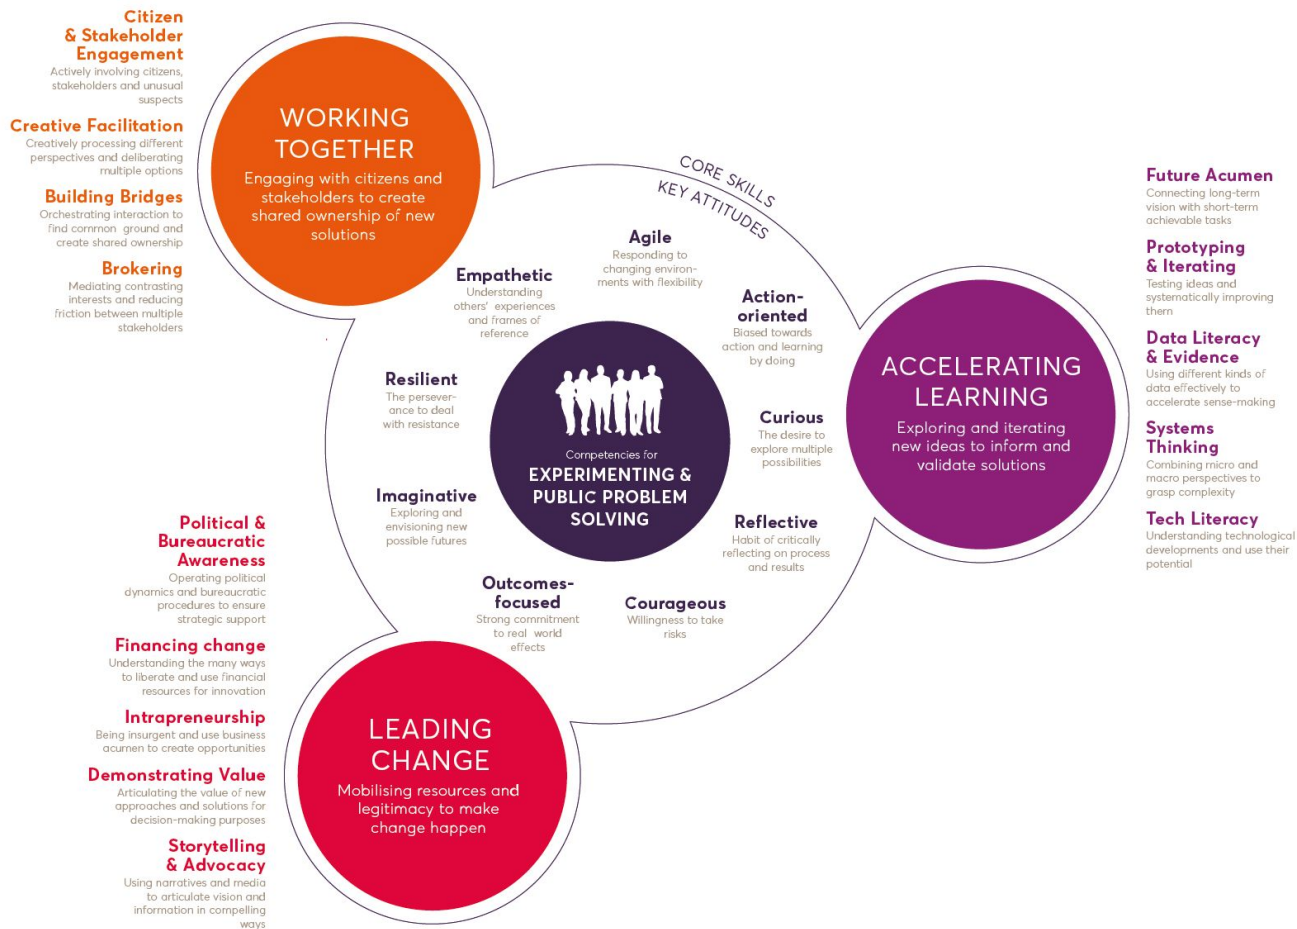 Citizen
& Stakeholder
Engagement
Actively involving citizens,
stakeholders and unusual
suspects
Creative Facilitation
Creatively processing different
perspectives and deliberating
multiple options
Building Bridges
Orchestrating interaction to
find common ground and
create shared ownership
Brokering
Mediating contrasting
interests and reducing
friction between multiple
stakeholders
WORKING
TOGETHER
Engaging with citizens and
stakeholders to create
shared ownership of new
solutions
CORE SKILLS
KEY ATTITUDES
Agile
Responding to
changing environ-
ments with flexibility
Empathetic
Understanding
others' experiences
and frames of
reference
Action-
oriented
Biased towards
action and learning
by doing
Resilient
The persever-
ance to deal
with resistance
Curious
The desire to
explore multiple
possibilities
Imaginative
Exploring and
envisioning new
possible futures
Reflective
Habit of critically
reflecting on process
and results
Outcomes-
focused
Strong commitment
to real world
effects
Courageous
Willingness to take
risks
Competencies for
EXPERIMENTING &
PUBLIC PROBLEM
SOLVING
ACCELERATING
LEARNING
Exploring and iterating
new ideas to inform and
validate solutions
Future Acumen
Connecting long-term
vision with short-term
achievable tasks
Prototyping
& Iterating
Testing ideas and
systematically improving
them
Data Literacy
& Evidence
Using different kinds of
data effectively to
accelerate sense-making
Systems
Thinking
Combining micro and
macro perspectives to
grasp complexity
Tech Literacy
Understanding technological
developments and use their
potential
Political &
Bureaucratic
Awareness
Operating political
dynamics and bureaucratic
procedures to ensure
strategic support
Financing change
Understanding the many ways
to liberate and use financial
resources for innovation
Intrapreneurship
Being insurgent and use business
acumen to create opportunities
Demonstrating Value
Articulating the value of new
approaches and solutions for
decision-making purposes
Storytelling
& Advocacy
Using narratives and media
to articulate vision and
information in compelling
ways
LEADING
CHANGE
Mobilising resources and
legitimacy to make
change happen